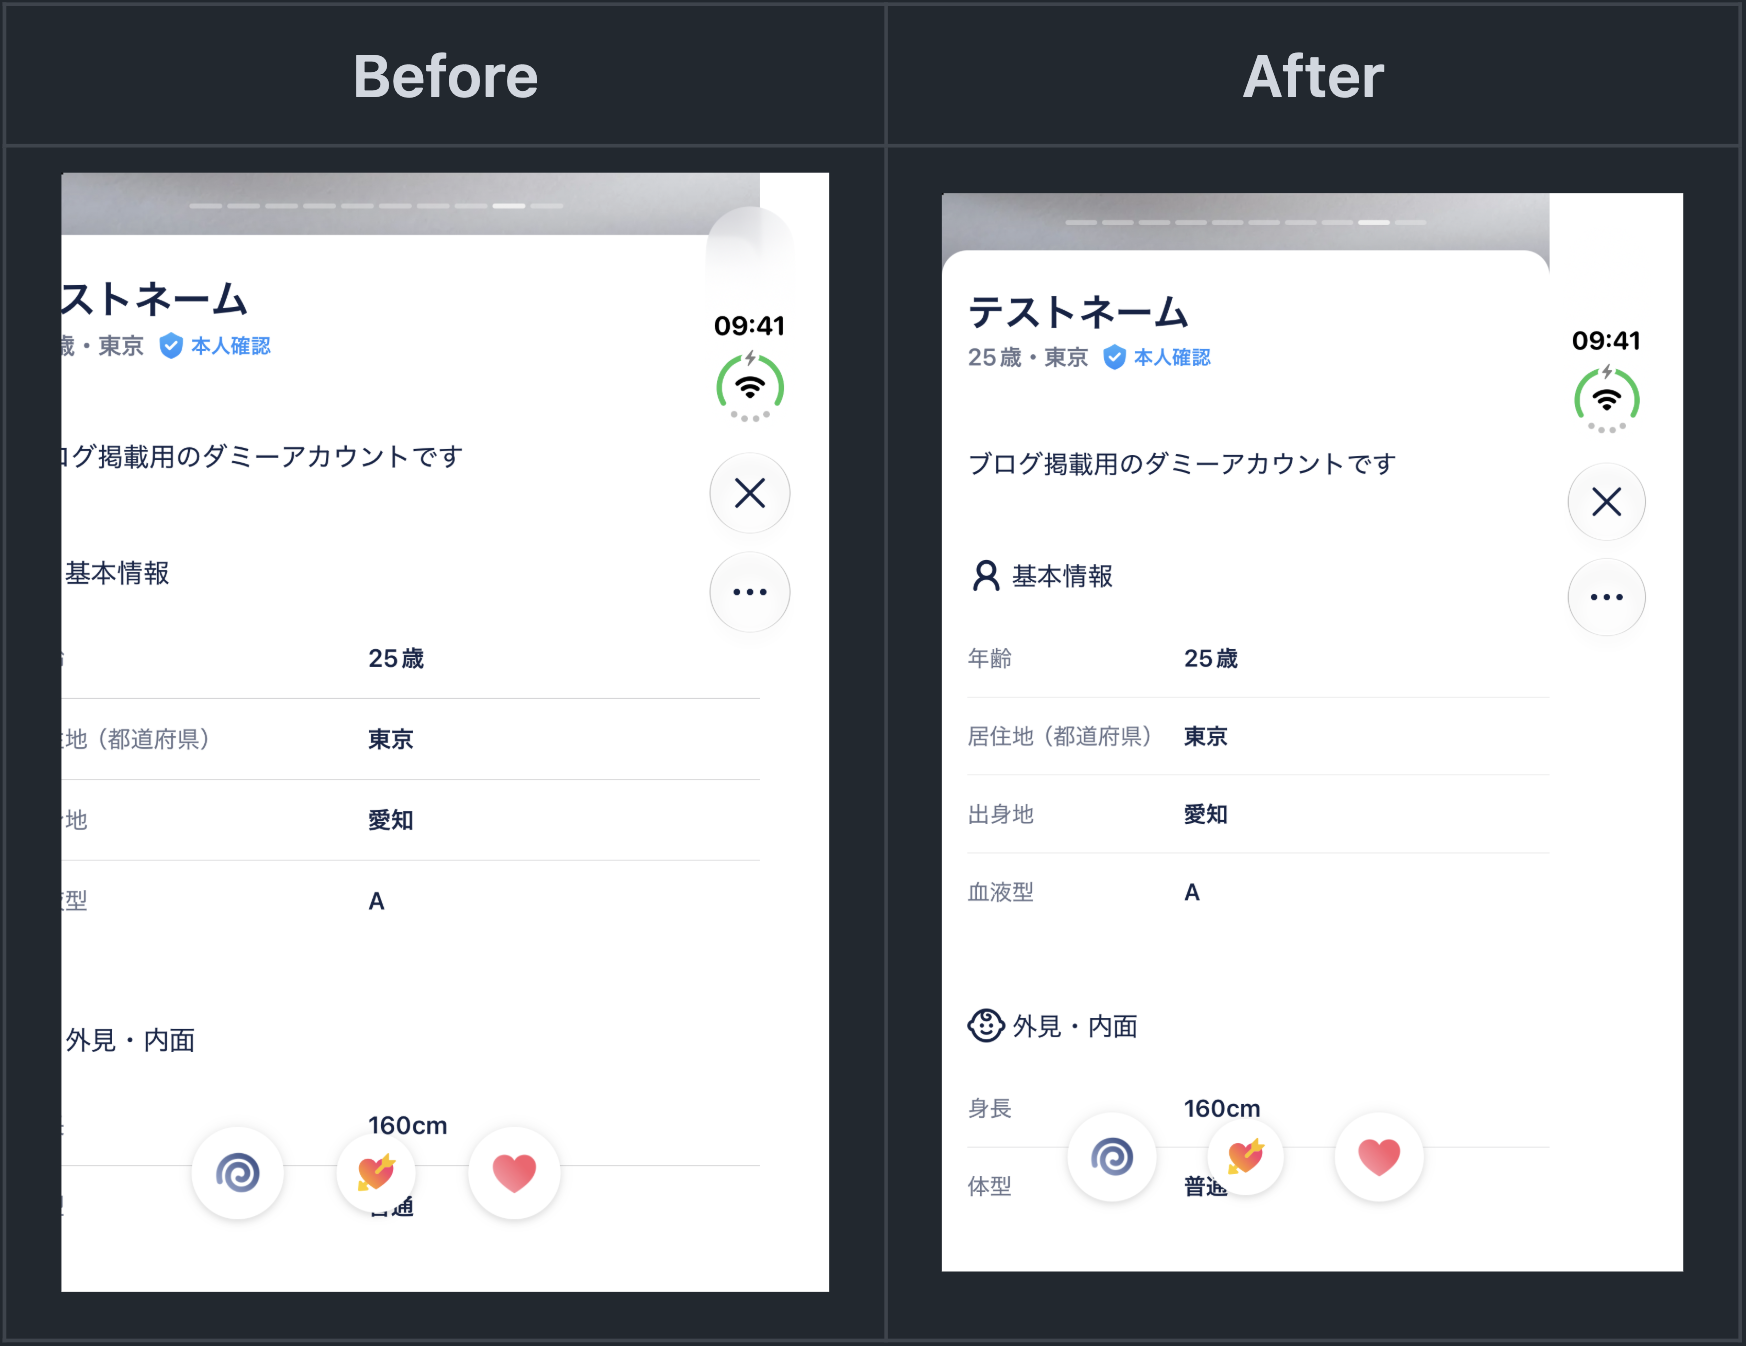 Before
After
ストネーム
歳・東京 本人確認
ログ掲載用のダミーアカウントです
基本情報
25歳
地（都道府県）
東京
地
愛知
型
A
外見・内面
160cm
普通
09:41
テストネーム
25歳・東京 本人確認
ブログ掲載用のダミーアカウントです
基本情報
年齢 25歳
居住地（都道府県） 東京
出身地 愛知
血液型 A
外見・内面
身長 160cm
体型 普通
09:41